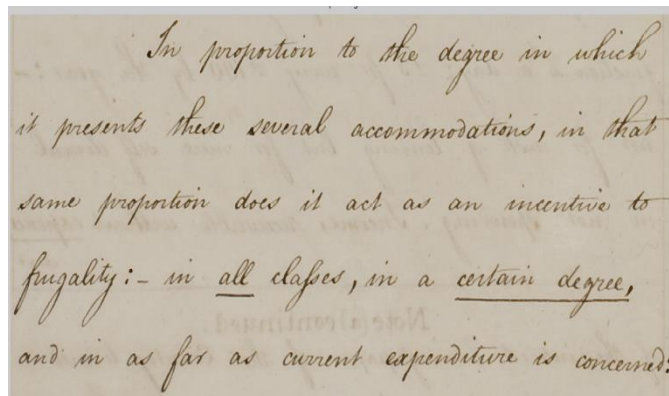 In proportion to the degree in which
it presents these several accommodations, in that
same proportion does it act as an incentive to
frugality:– in all classes, in a certain degree,
and in as far as current expenditure is concerned: